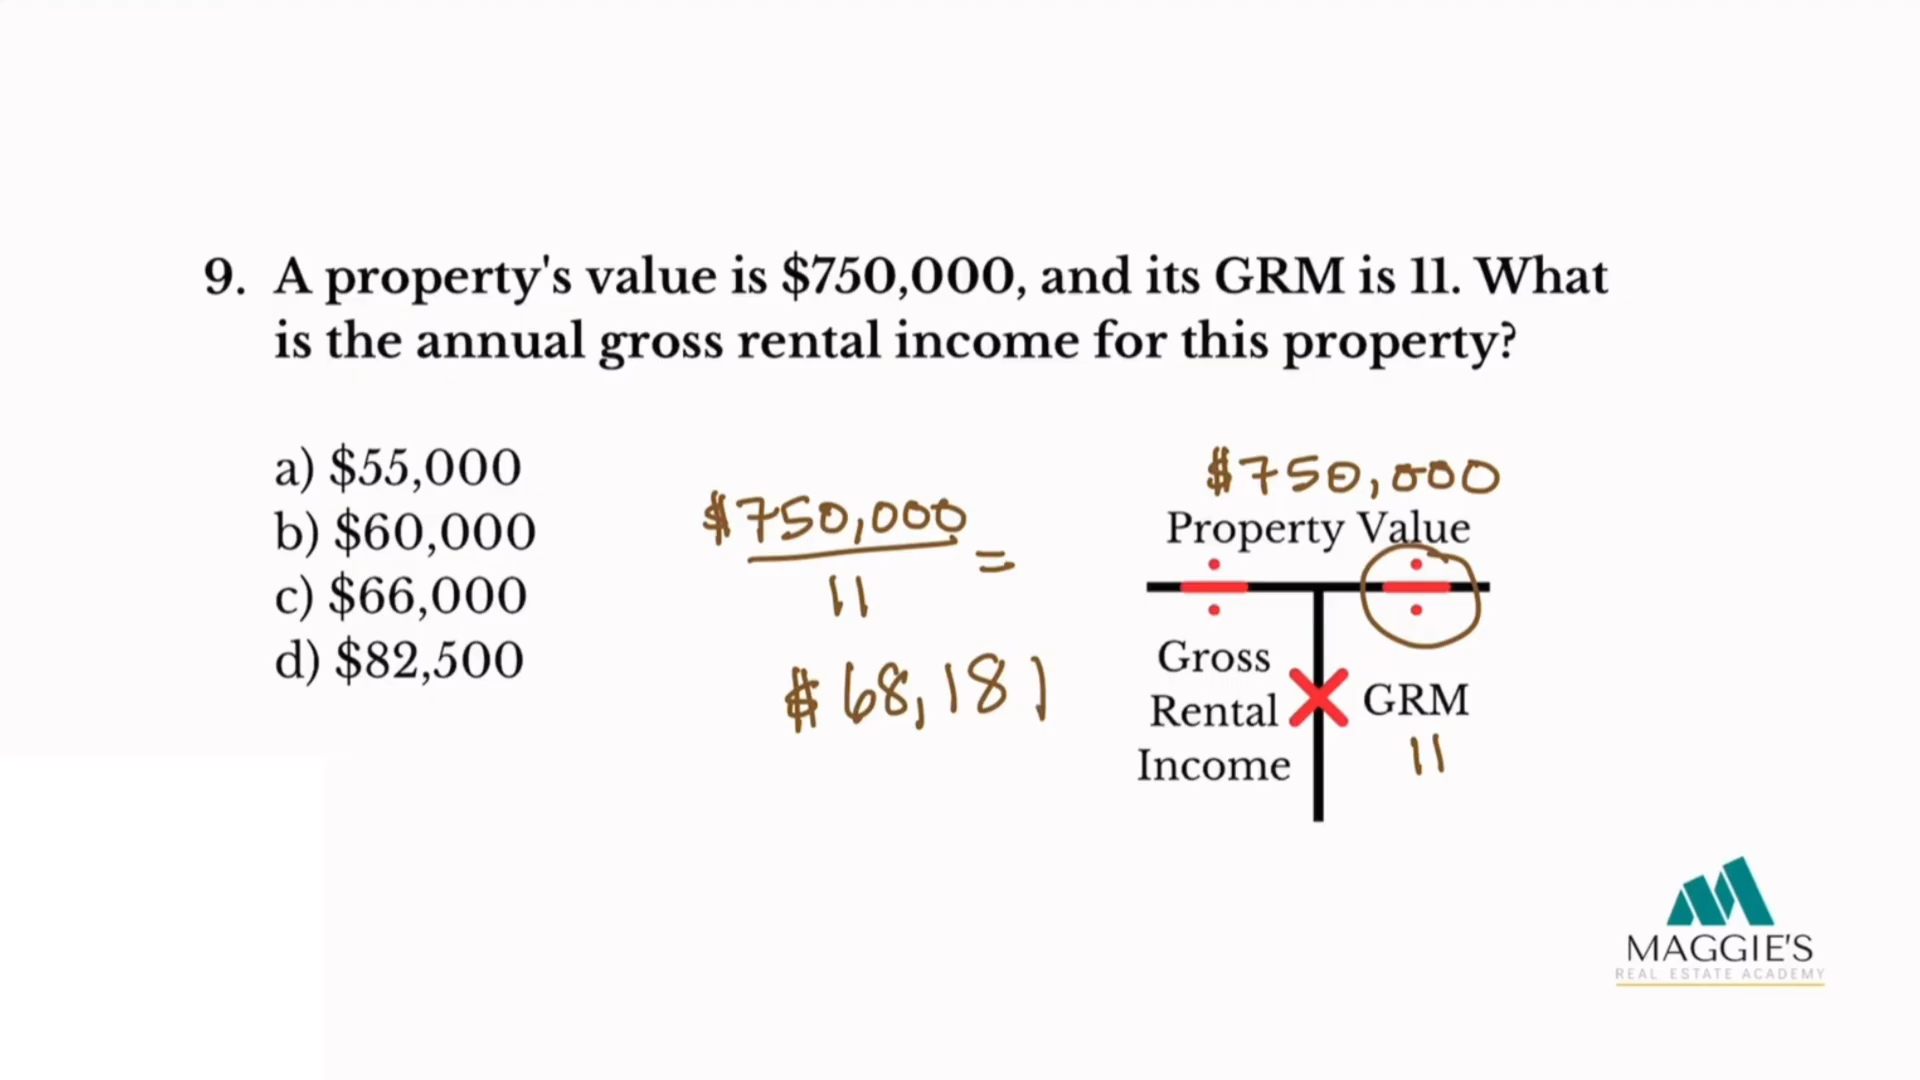 9. A property's value is $750,000, and its GRM is 11. What
is the annual gross rental income for this property?
a) $55,000
b) $60,000
c) $66,000
d) $82,500
$750,000
11
=
$68,181
$750,000
Property Value
÷ ÷
Gross
Rental
Income
×
GRM
11
MAGGIE'S
REAL ESTATE ACADEMY